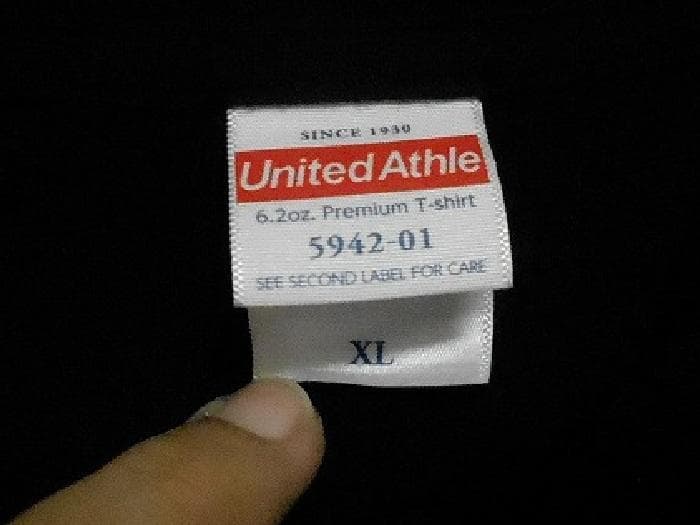 SINCE 1930
United Athle
6.2oz. Premium T-shirt
5942-01
SEE SECOND LABEL FOR CARE
XL